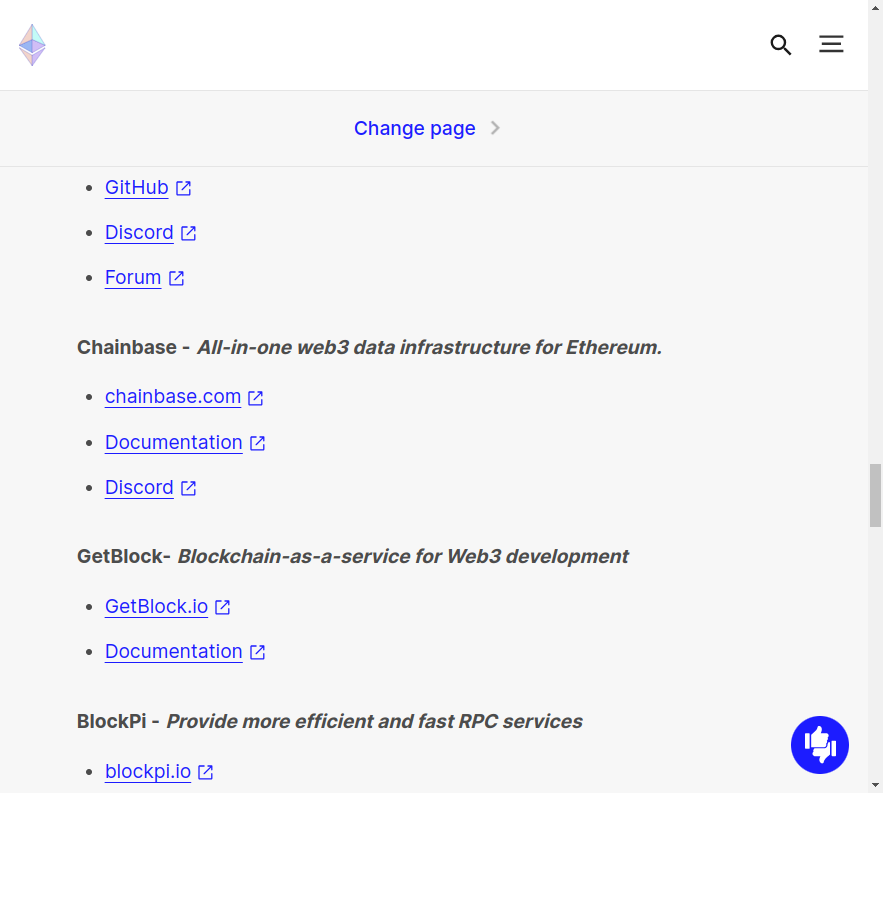 Change page
GitHub
Discord
Forum
Chainbase - All-in-one web3 data infrastructure for Ethereum.
chainbase.com
Documentation
Discord
GetBlock- Blockchain-as-a-service for Web3 development
GetBlock.io
Documentation
BlockPi - Provide more efficient and fast RPC services
blockpi.io